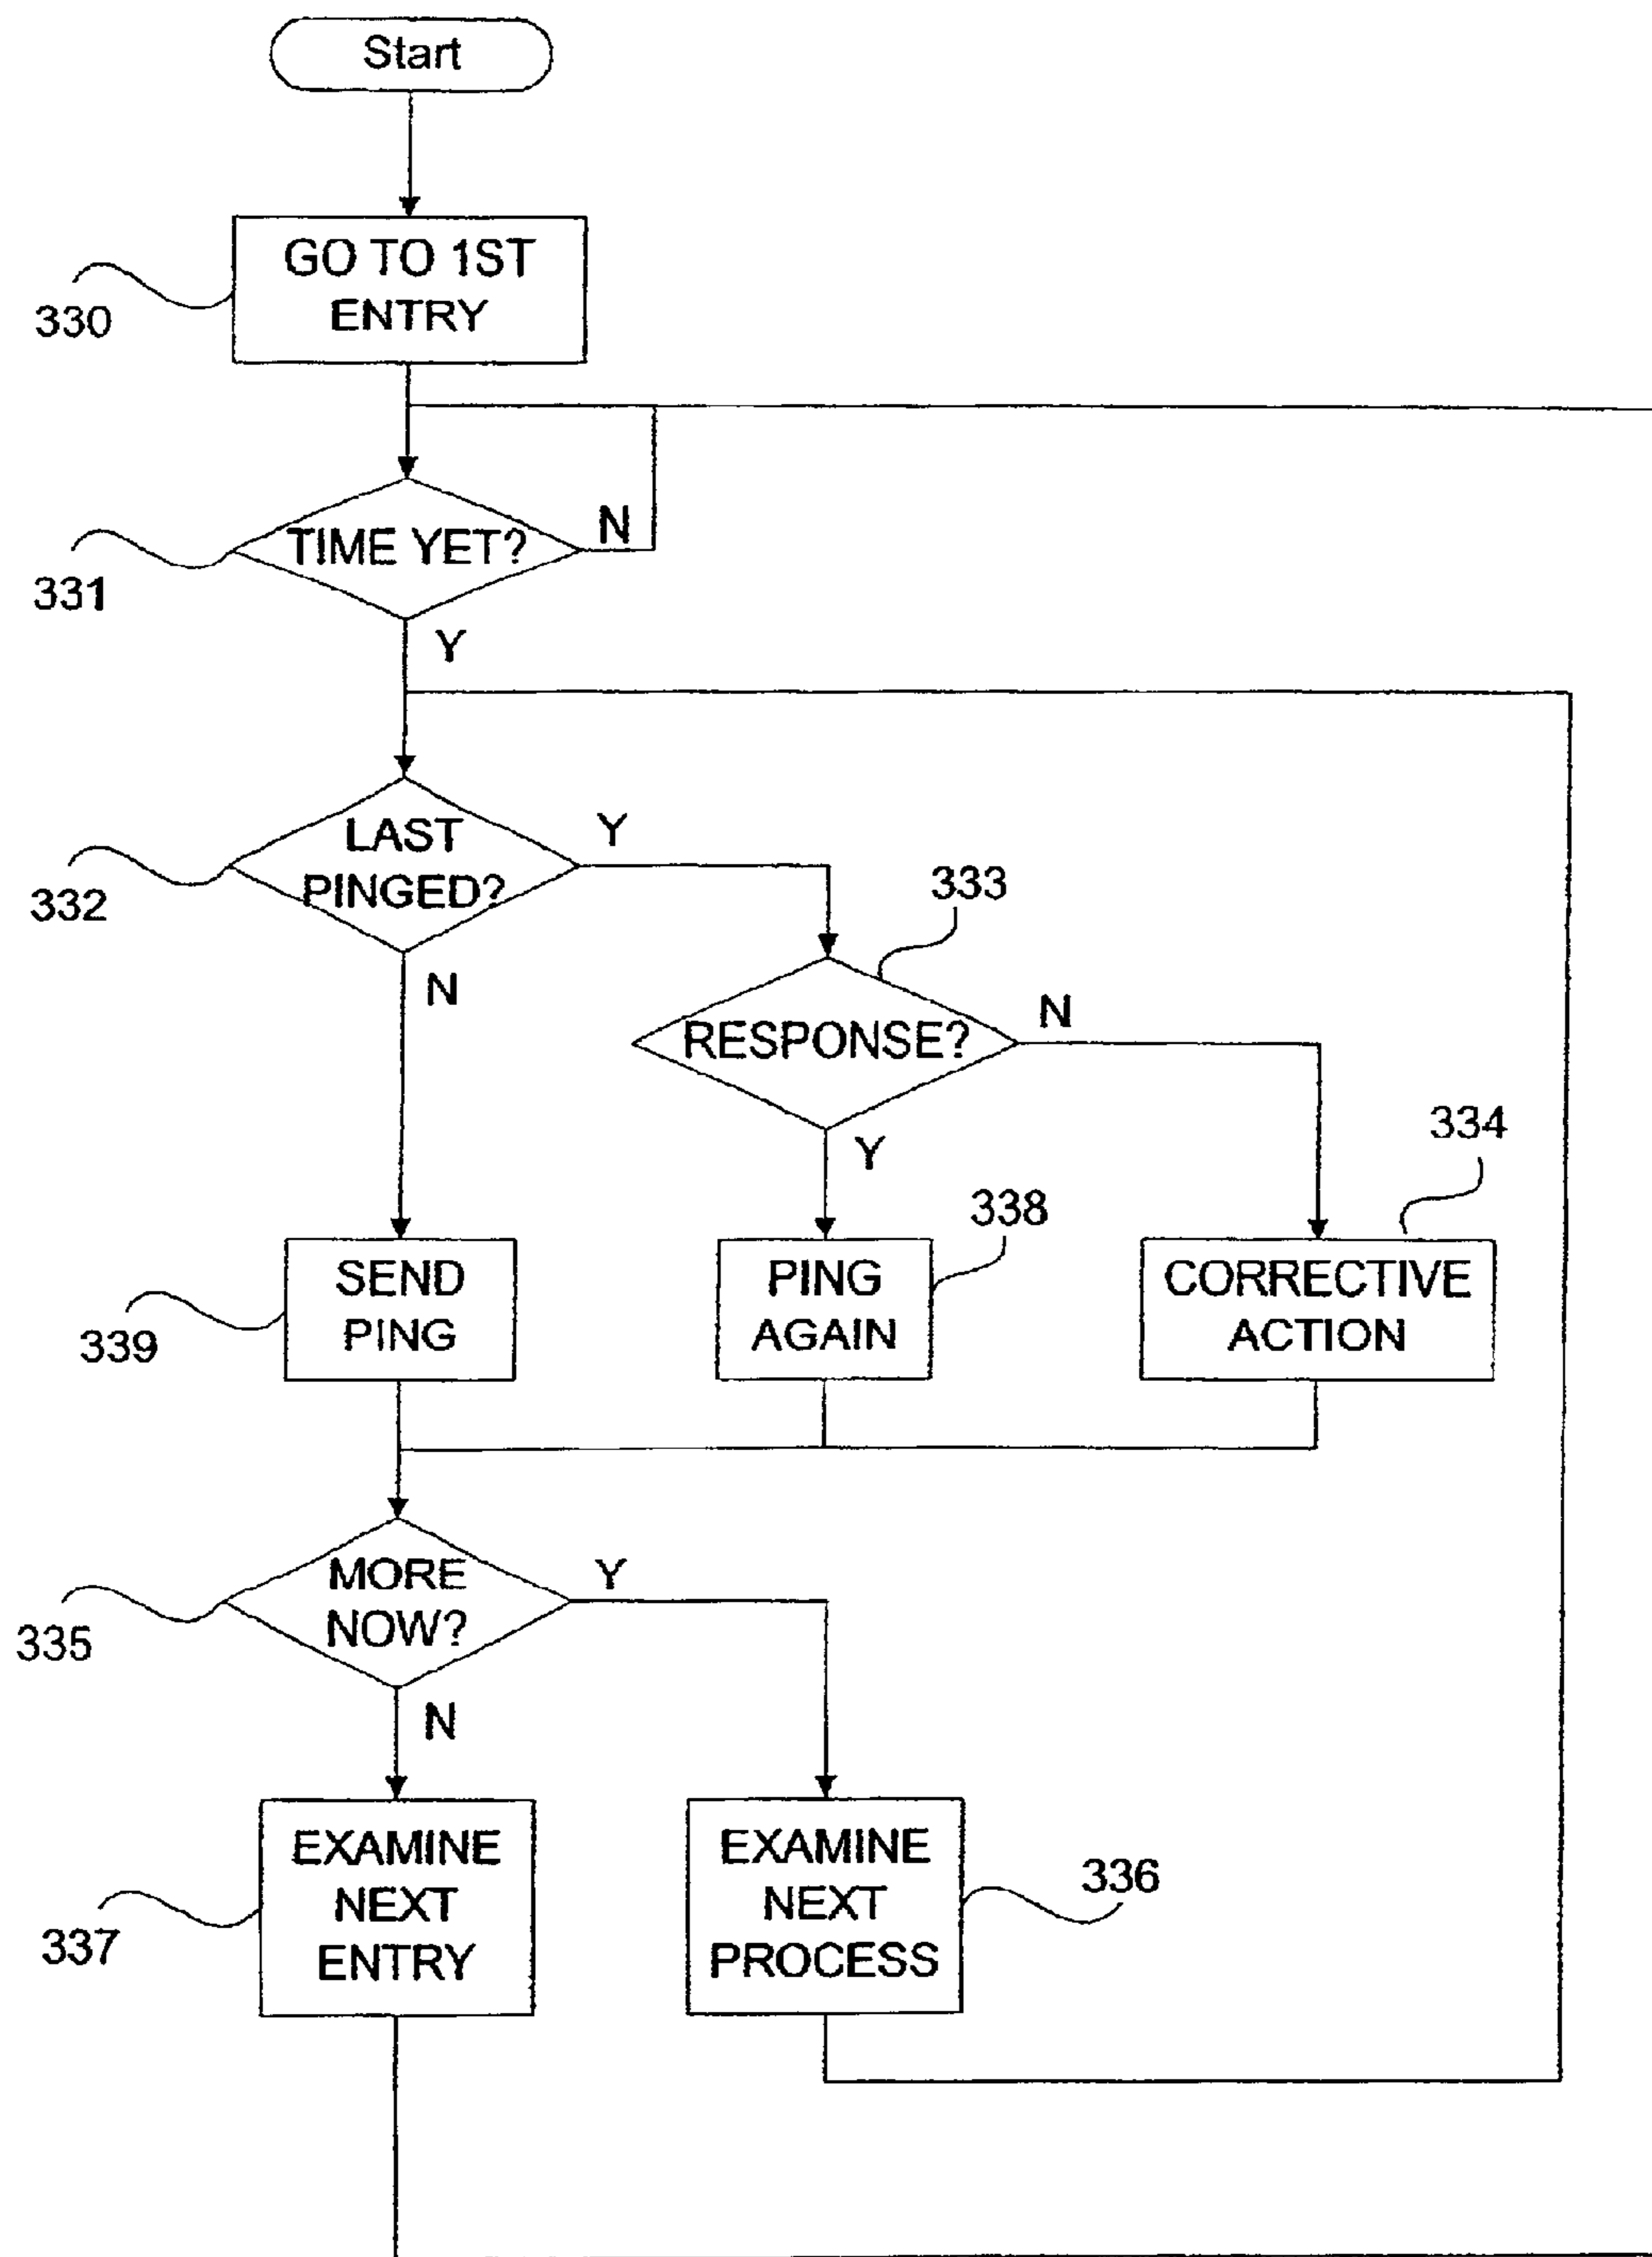 Start
GO TO 1ST
ENTRY
330
TIME YET?
N
331
Y
LAST
PINGED?
Y
332
333
N
RESPONSE?
N
Y
334
338
SEND
PING
339
PING
AGAIN
CORRECTIVE
ACTION
MORE
NOW?
Y
335
N
EXAMINE
NEXT
ENTRY
337
EXAMINE
NEXT
PROCESS
336